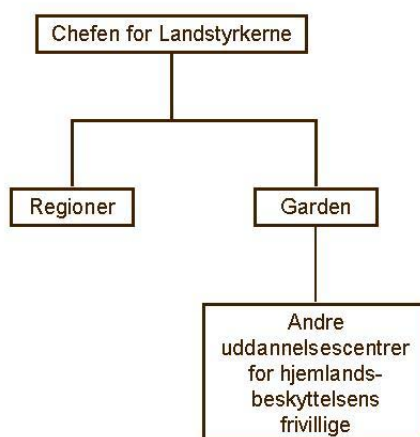 Chefen for Landstyrkerne
Regioner
Garden
Andre
uddannelsescentrer
for hjemlands-
beskyttelsens
frivillige